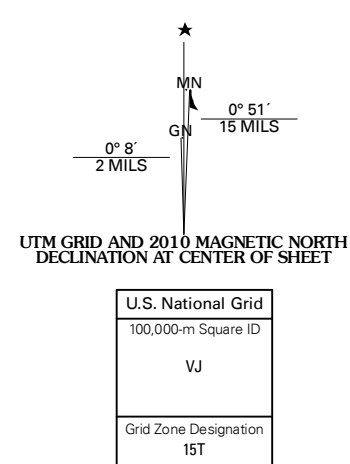 ★
MN
0° 51´
15 MILS
GN
0° 8´
2 MILS
UTM GRID AND 2010 MAGNETIC NORTH
DECLINATION AT CENTER OF SHEET
U.S. National Grid
100,000-m Square ID
VJ
Grid Zone Designation
15T